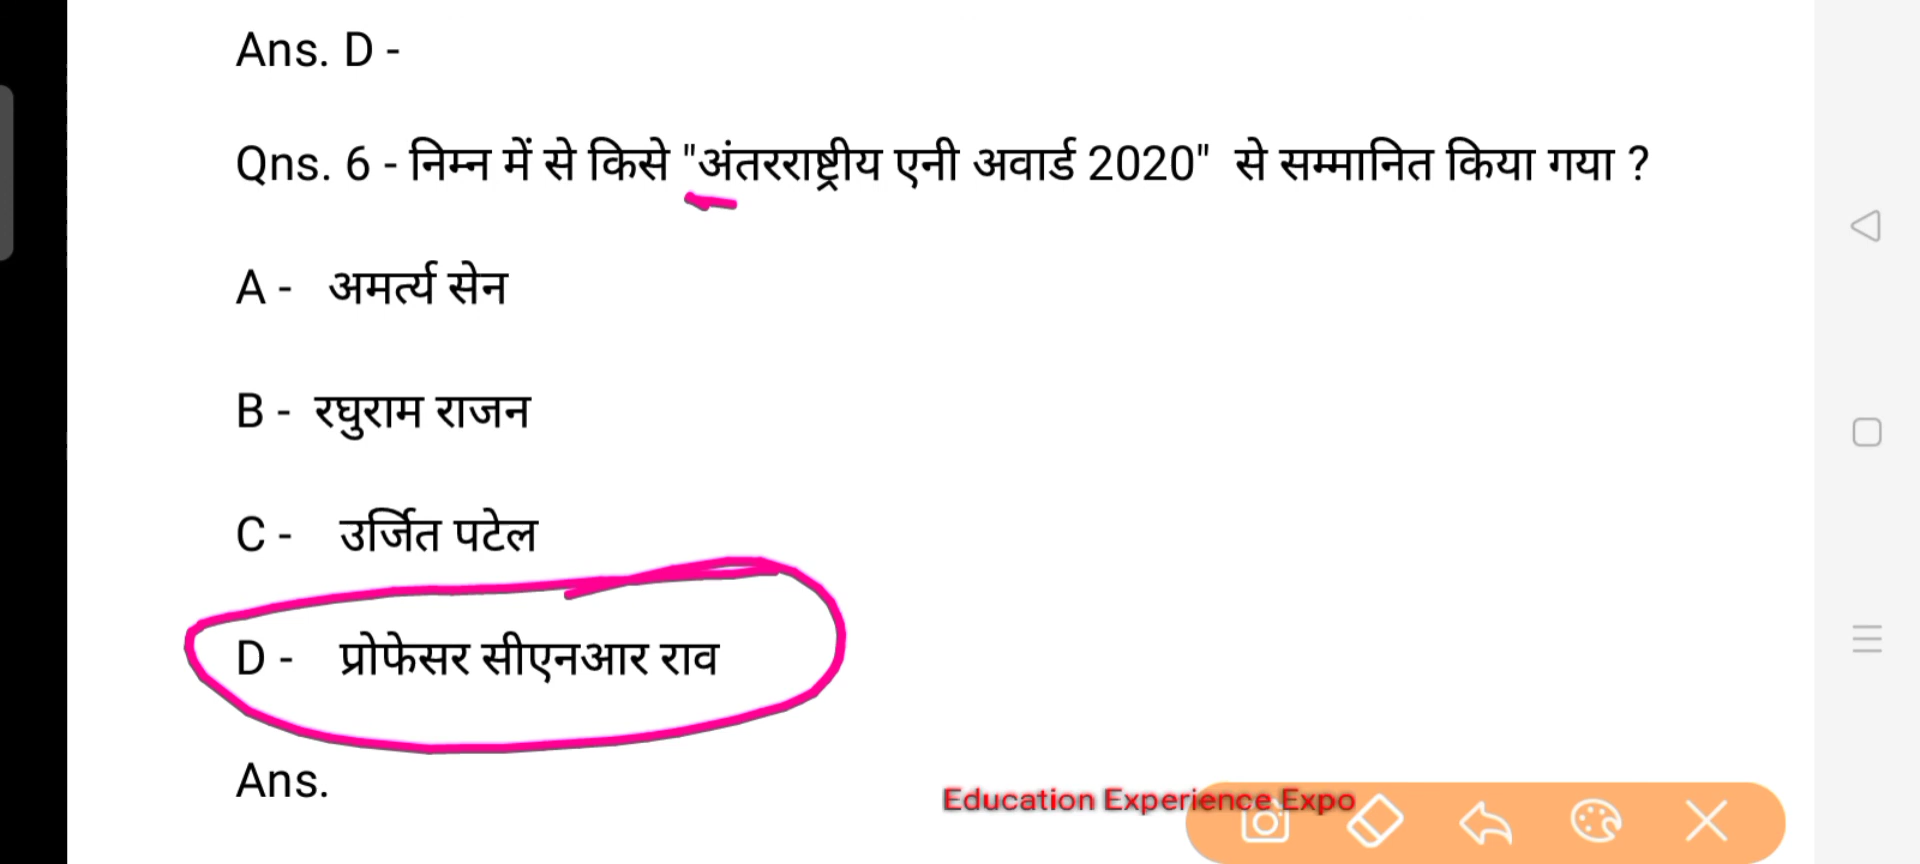 Ans. D -
Qns. 6 - निम्न में से किसे "अंतरराष्ट्रीय एनी अवार्ड 2020" से सम्मानित किया गया ?
A - अमर्त्य सेन
B - रघुराम राजन
C - उर्जित पटेल
D - प्रोफेसर सीएनआर राव
Ans.
Education Experience Expo